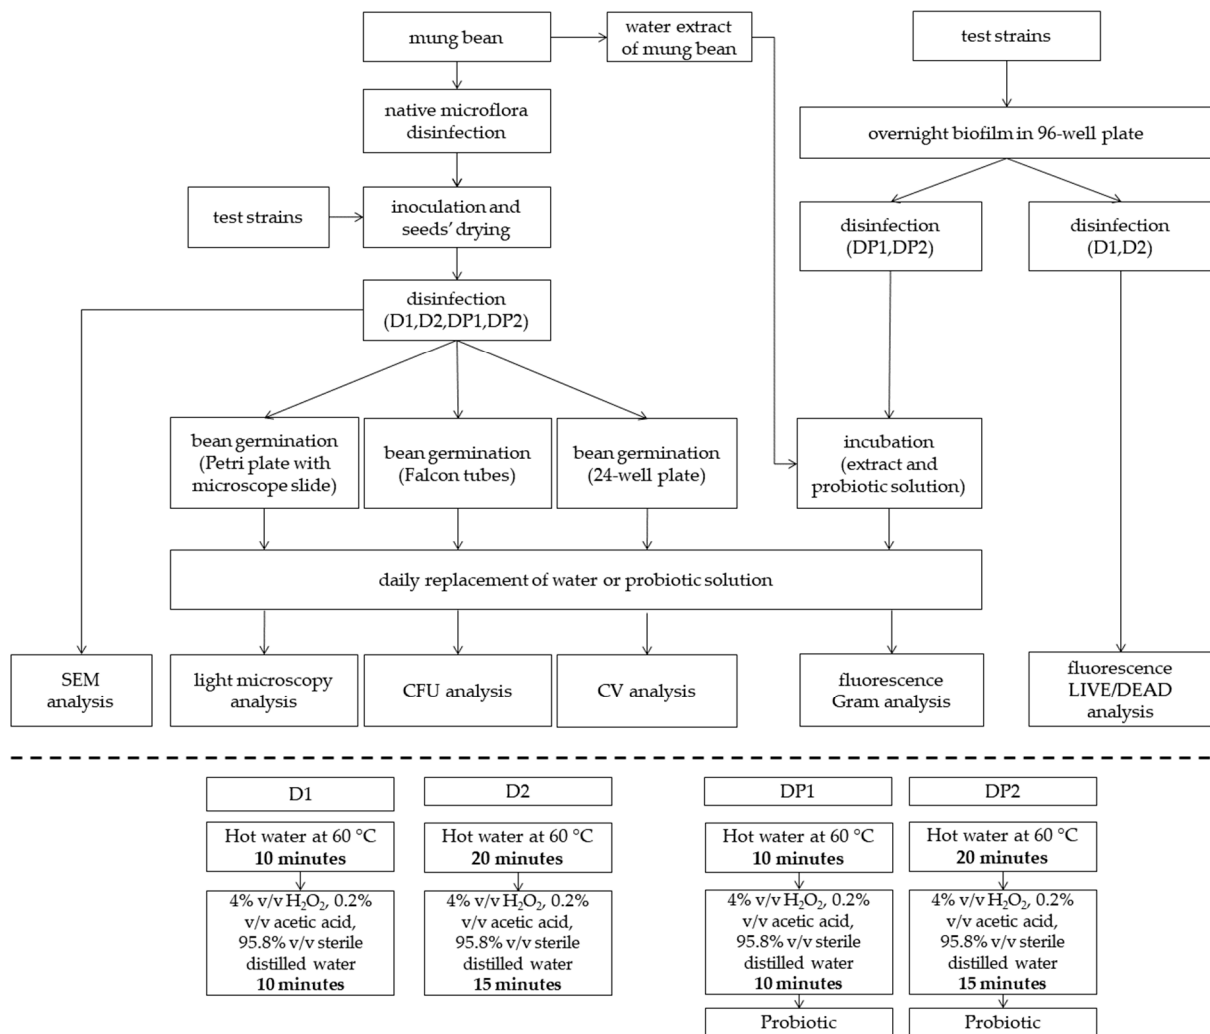 mung bean
water extract
of mung bean
test strains
native microflora
disinfection
overnight biofilm in 96-well plate
test strains
inoculation and
seeds’ drying
disinfection
(DP1,DP2)
disinfection
(D1,D2)
disinfection
(D1,D2,DP1,DP2)
bean germination
(Petri plate with
microscope slide)
bean germination
(Falcon tubes)
bean germination
(24-well plate)
incubation
(extract and
probiotic solution)
daily replacement of water or probiotic solution
SEM
analysis
light microscopy
analysis
CFU analysis
CV analysis
fluorescence
Gram analysis
fluorescence
LIVE/DEAD
analysis
D1
Hot water at 60 °C
10 minutes
4% v/v H₂O₂, 0.2%
v/v acetic acid,
95.8% v/v sterile
distilled water
10 minutes
D2
Hot water at 60 °C
20 minutes
4% v/v H₂O₂, 0.2%
v/v acetic acid,
95.8% v/v sterile
distilled water
15 minutes
DP1
Hot water at 60 °C
10 minutes
4% v/v H₂O₂, 0.2%
v/v acetic acid,
95.8% v/v sterile
distilled water
10 minutes
Probiotic
DP2
Hot water at 60 °C
20 minutes
4% v/v H₂O₂, 0.2%
v/v acetic acid,
95.8% v/v sterile
distilled water
15 minutes
Probiotic